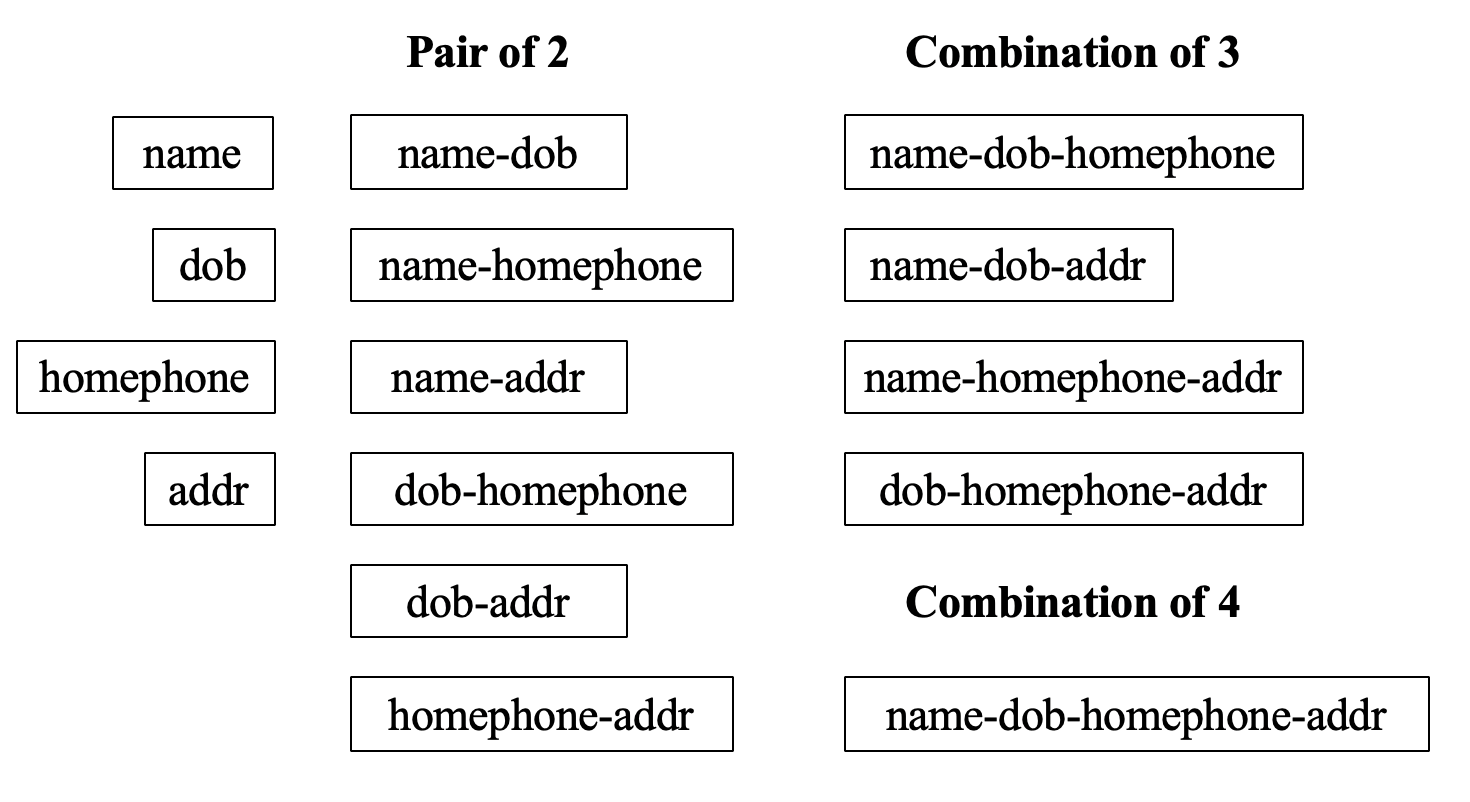 Pair of 2
Combination of 3
name
name-dob
name-dob-homephone
dob
name-homephone
name-dob-addr
homephone
name-addr
name-homephone-addr
addr
dob-homephone
dob-homephone-addr
dob-addr
Combination of 4
homephone-addr
name-dob-homephone-addr